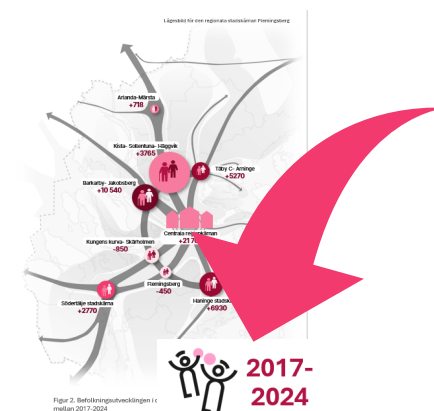 Lägesbild för den regionala stadskärnan Flemingsberg
Arlanda-Märsta
+718
Kista- Sollentuna- Häggvik
+3765
Täby C- Arninge
+5270
Barkarby- Jakobsberg
+10 540
Centrala
+21
Kungens kurva- Skärholmen
-850
Flemingsberg
-450
Haninge
+6930
Södertälje stadskärna
+2770
2017-
2024
Figur 2. Befolkningsutvecklingen i
mellan 2017-2024